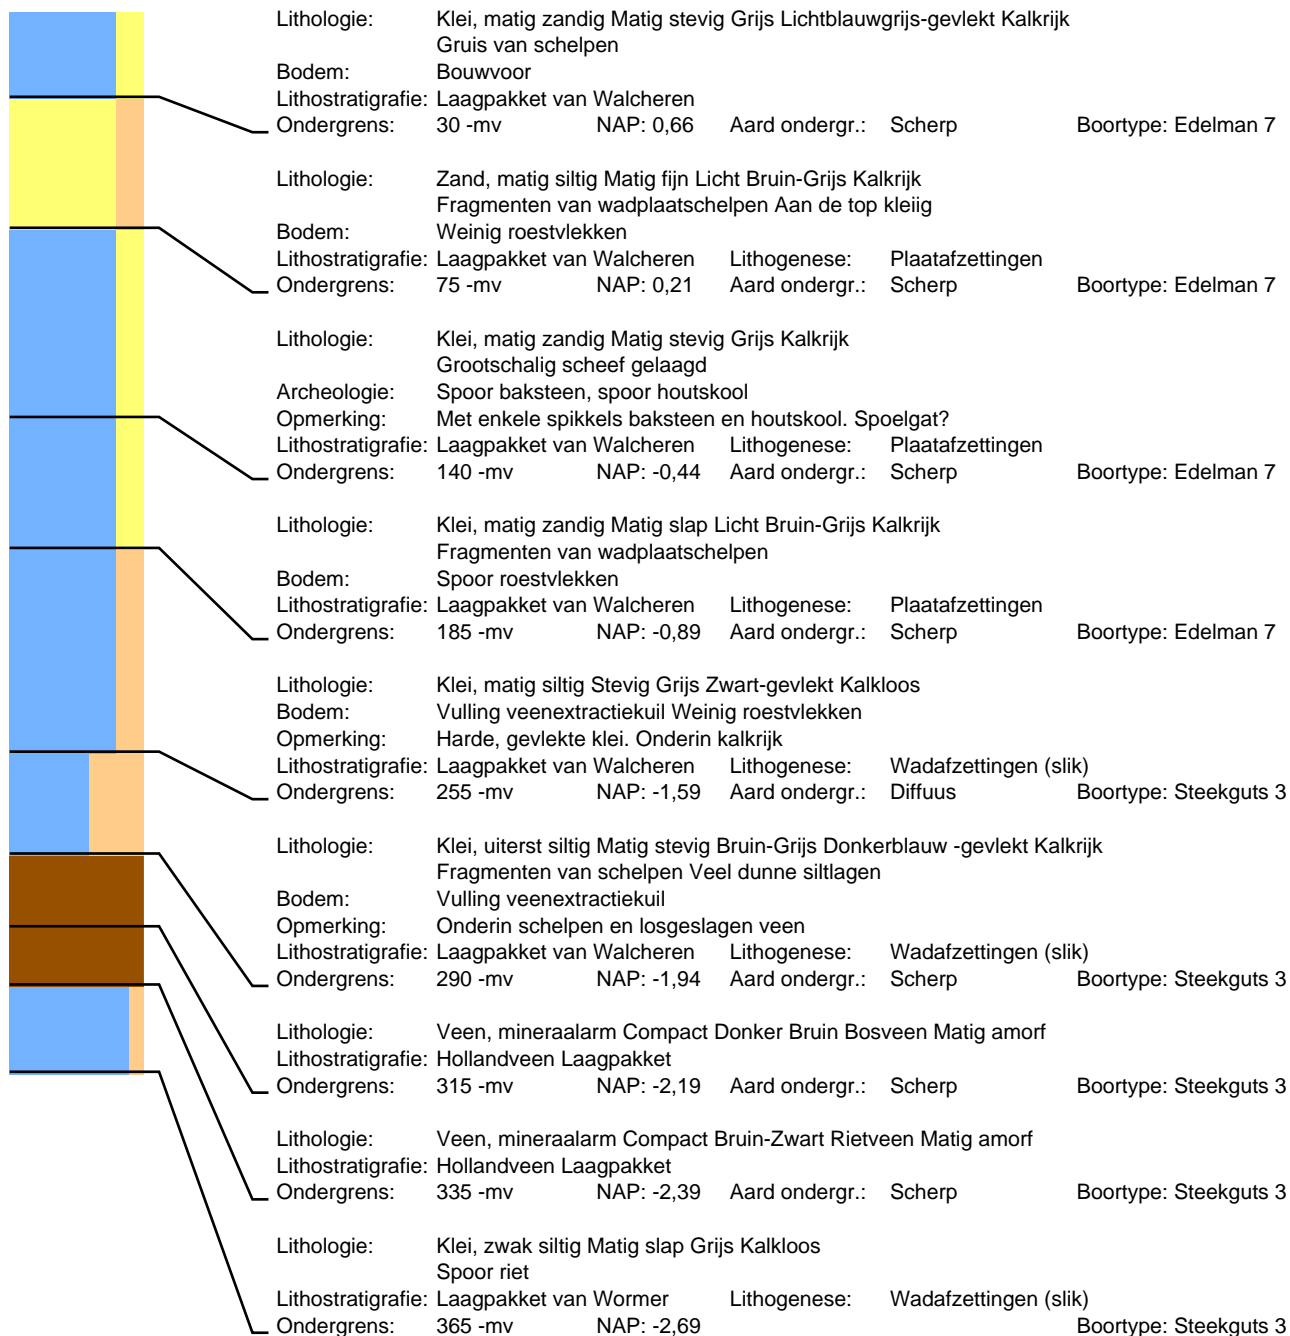 Lithologie: Klei, matig zandig Matig stevig Grijs Lichtblauwgrijs-gevlekt Kalkrijk
Gruis van schelpen
Bodem: Bouwvoor
Lithostratigrafie: Laagpakket van Walcheren
Ondergrens: 30 -mv NAP: 0,66 Aard ondergr.: Scherp Boortype: Edelman 7
Lithologie: Zand, matig siltig Matig fijn Licht Bruin-Grijs Kalkrijk
Fragmenten van wadplaatschelpen Aan de top kleiig
Bodem: Weinig roestvlekken
Lithostratigrafie: Laagpakket van Walcheren Lithogenese: Plaatafzettingen
Ondergrens: 75 -mv NAP: 0,21 Aard ondergr.: Scherp Boortype: Edelman 7
Lithologie: Klei, matig zandig Matig stevig Grijs Kalkrijk
Grootschalig scheef gelaagd
Archeologie: Spoor baksteen, spoor houtskool
Opmerking: Met enkele spikkels baksteen en houtskool. Spoelgat?
Lithostratigrafie: Laagpakket van Walcheren Lithogenese: Plaatafzettingen
Ondergrens: 140 -mv NAP: -0,44 Aard ondergr.: Scherp Boortype: Edelman 7
Lithologie: Klei, matig zandig Matig slap Licht Bruin-Grijs Kalkrijk
Fragmenten van wadplaatschelpen
Bodem: Spoor roestvlekken
Lithostratigrafie: Laagpakket van Walcheren Lithogenese: Plaatafzettingen
Ondergrens: 185 -mv NAP: -0,89 Aard ondergr.: Scherp Boortype: Edelman 7
Lithologie: Klei, matig siltig Stevig Grijs Zwart-gevlekt Kalkloos
Bodem: Vulling veenextractiekuil Weinig roestvlekken
Opmerking: Harde, gevlekte klei. Onderin kalkrijk
Lithostratigrafie: Laagpakket van Walcheren Lithogenese: Wadafzettingen (slik)
Ondergrens: 255 -mv NAP: -1,59 Aard ondergr.: Diffuus Boortype: Steekguts 3
Lithologie: Klei, uiterst siltig Matig stevig Bruin-Grijs Donkerblauw -gevlekt Kalkrijk
Fragmenten van schelpen Veel dunne siltlagen
Bodem: Vulling veenextractiekuil
Opmerking: Onderin schelpen en losgeslagen veen
Lithostratigrafie: Laagpakket van Walcheren Lithogenese: Wadafzettingen (slik)
Ondergrens: 290 -mv NAP: -1,94 Aard ondergr.: Scherp Boortype: Steekguts 3
Lithologie: Veen, mineraalarm Compact Donker Bruin Bosveen Matig amorf
Lithostratigrafie: Hollandveen Laagpakket
Ondergrens: 315 -mv NAP: -2,19 Aard ondergr.: Scherp Boortype: Steekguts 3
Lithologie: Veen, mineraalarm Compact Bruin-Zwart Rietveen Matig amorf
Lithostratigrafie: Hollandveen Laagpakket
Ondergrens: 335 -mv NAP: -2,39 Aard ondergr.: Scherp Boortype: Steekguts 3
Lithologie: Klei, zwak siltig Matig slap Grijs Kalkloos
Spoor riet
Lithostratigrafie: Laagpakket van Wormer Lithogenese: Wadafzettingen (slik)
Ondergrens: 365 -mv NAP: -2,69 Boortype: Steekguts 3